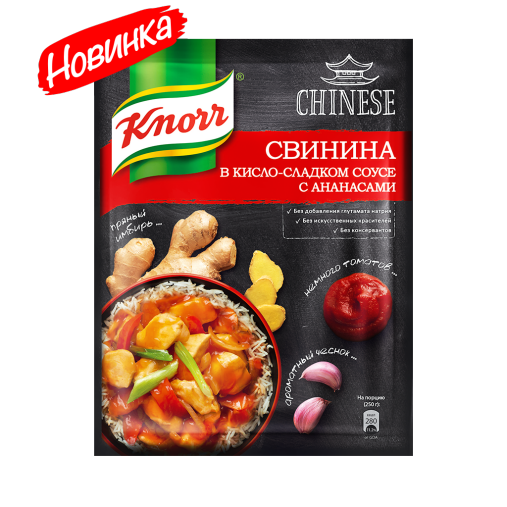 Новинка
Knorr®
CHINESE
СВИНИНА
В КИСЛО-СЛАДКОМ СОУСЕ
С АНАНАСАМИ
✓ Без добавления глутамата натрия
✓ Без искусственных красителей
✓ Без консервантов
пряный
имбирь...
немного томатов...
ароматный чеснок...
На порцию
(250 г):
280